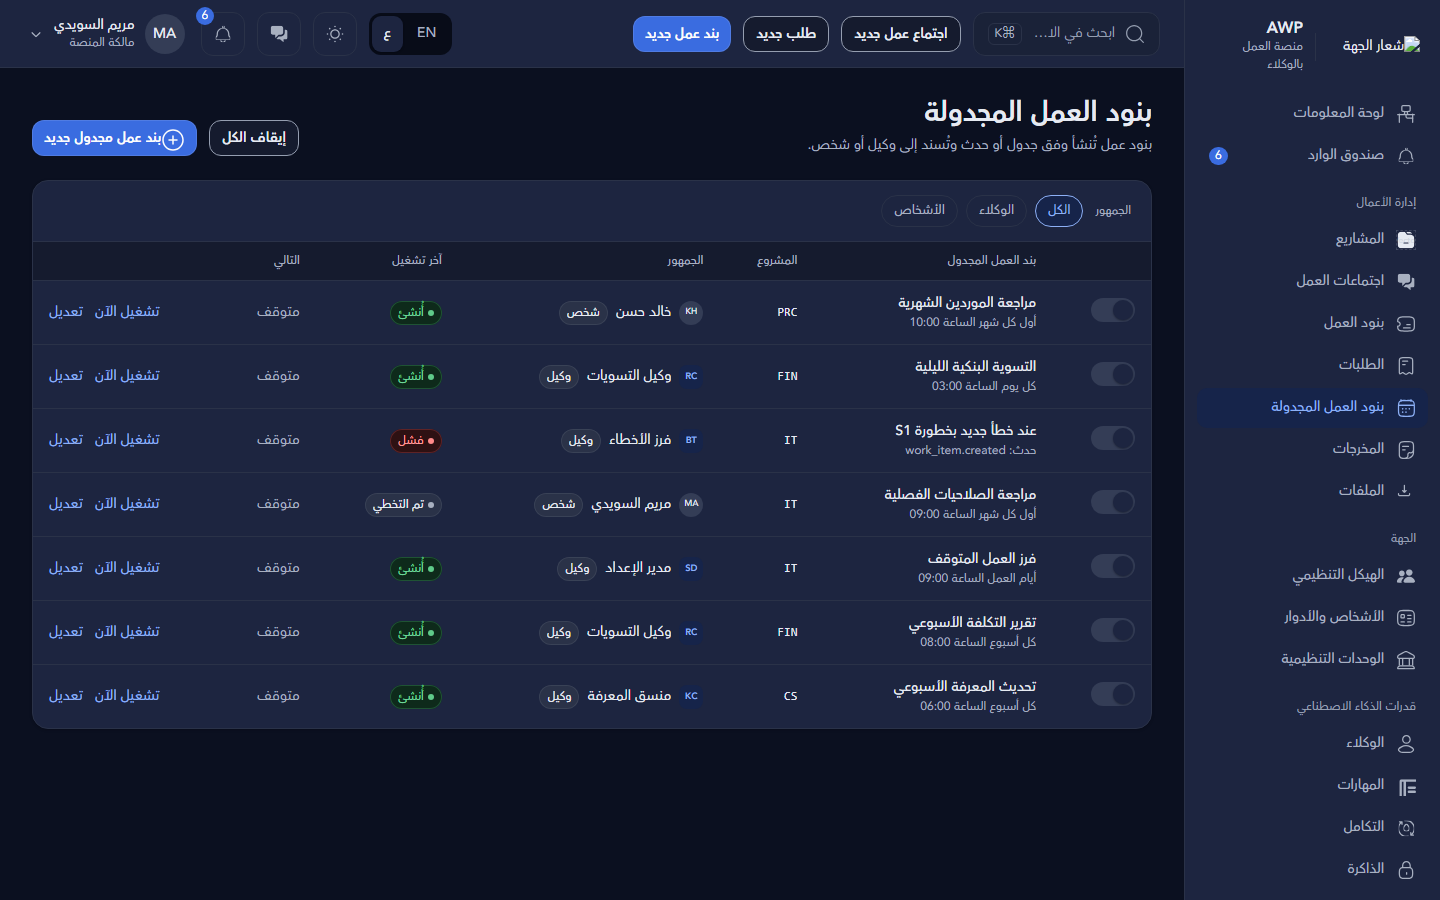 شعار الجهة
AWP
منصة العمل
بالوكلاء
لوحة المعلومات
صندوق الوارد
6
إدارة الأعمال
المشاريع
اجتماعات العمل
بنود العمل
الطلبات
بنود العمل المجدولة
المخرجات
الملفات
الجهة
الهيكل التنظيمي
الأشخاص والأدوار
الوحدات التنظيمية
قدرات الذكاء الاصطناعي
الوكلاء
المهارات
التكامل
الذاكرة
ابحث في الا...
⌘K
اجتماع عمل جديد
طلب جديد
بند عمل جديد
EN
ع
6
MA
مريم السويدي
مالكة المنصة
بنود العمل المجدولة
بنود عمل تُنشأ وفق جدول أو حدث وتُسند إلى وكيل أو شخص.
إيقاف الكل
بند عمل مجدول جديد
الجمهور
الكل
الوكلاء
الأشخاص
بند العمل المجدول
المشروع
الجمهور
آخر تشغيل
التالي
مراجعة الموردين الشهرية
أول كل شهر الساعة 10:00
PRC
KH
خالد حسن
شخص
أُنشئ
متوقف
تشغيل الآن
تعديل
التسوية البنكية الليلية
كل يوم الساعة 03:00
FIN
RC
وكيل التسويات
وكيل
أُنشئ
متوقف
تشغيل الآن
تعديل
عند خطأ جديد بخطورة S1
حدث: work_item.created
IT
BT
فرز الأخطاء
وكيل
فشل
متوقف
تشغيل الآن
تعديل
مراجعة الصلاحيات الفصلية
أول كل شهر الساعة 09:00
IT
MA
مريم السويدي
شخص
تم التخطي
متوقف
تشغيل الآن
تعديل
فرز العمل المتوقف
أيام العمل الساعة 09:00
IT
SD
مدير الإعداد
وكيل
أُنشئ
متوقف
تشغيل الآن
تعديل
تقرير التكلفة الأسبوعي
كل أسبوع الساعة 08:00
FIN
RC
وكيل التسويات
وكيل
أُنشئ
متوقف
تشغيل الآن
تعديل
تحديث المعرفة الأسبوعي
كل أسبوع الساعة 06:00
CS
KC
منسق المعرفة
وكيل
أُنشئ
متوقف
تشغيل الآن
تعديل